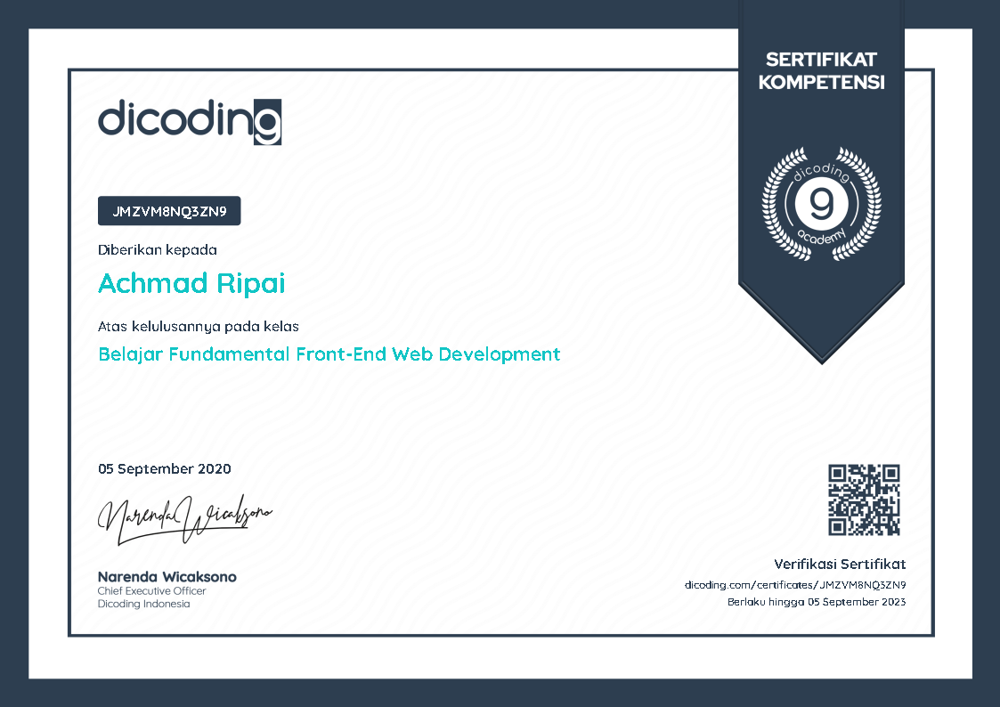 SERTIFIKAT
KOMPETENSI
dicoding
dicoding
9
academy
JMZVM8NQ3ZN9
Diberikan kepada
Achmad Ripai
Atas kelulusannya pada kelas
Belajar Fundamental Front-End Web Development
05 September 2020
Narenda Wicaksono
Narenda Wicaksono
Chief Executive Officer
Dicoding Indonesia
Verifikasi Sertifikat
dicoding.com/certificates/JMZVM8NQ3ZN9
Berlaku hingga 05 September 2023